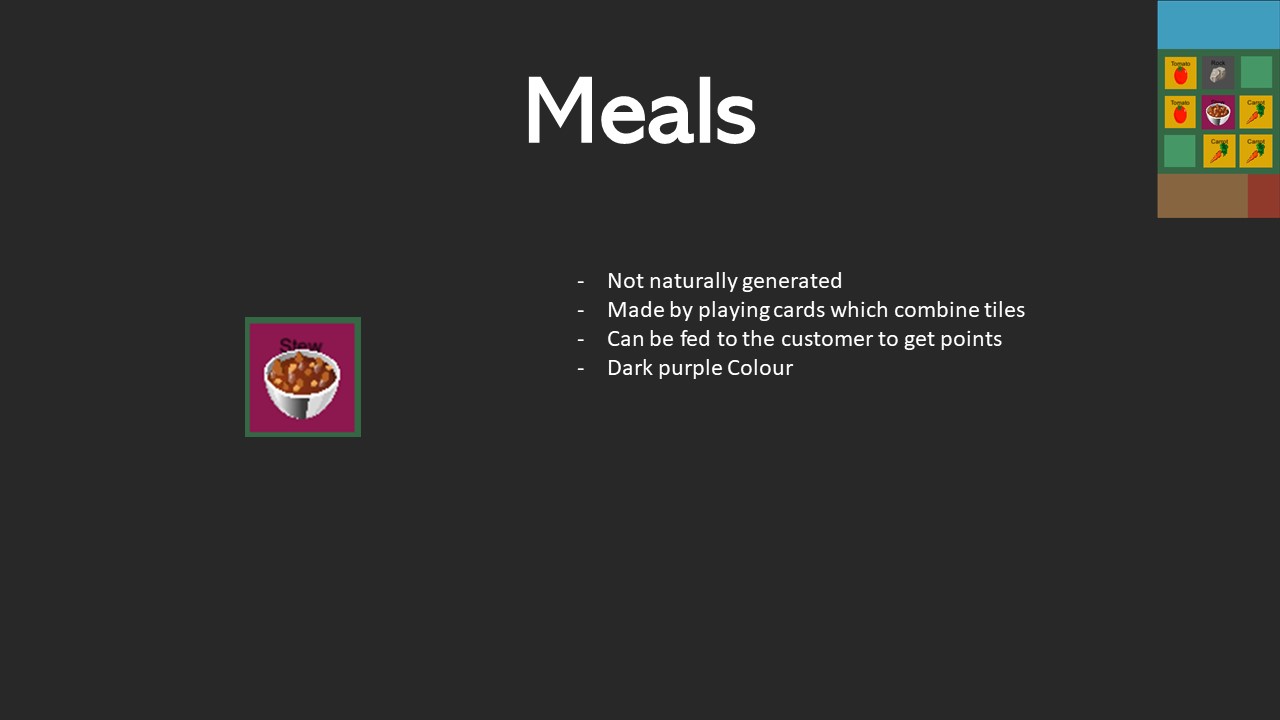 Meals
Tomato
Rock
Tomato
Carrot
Carrot
Carrot
- Not naturally generated
- Made by playing cards which combine tiles
- Can be fed to the customer to get points
- Dark purple Colour
Stew